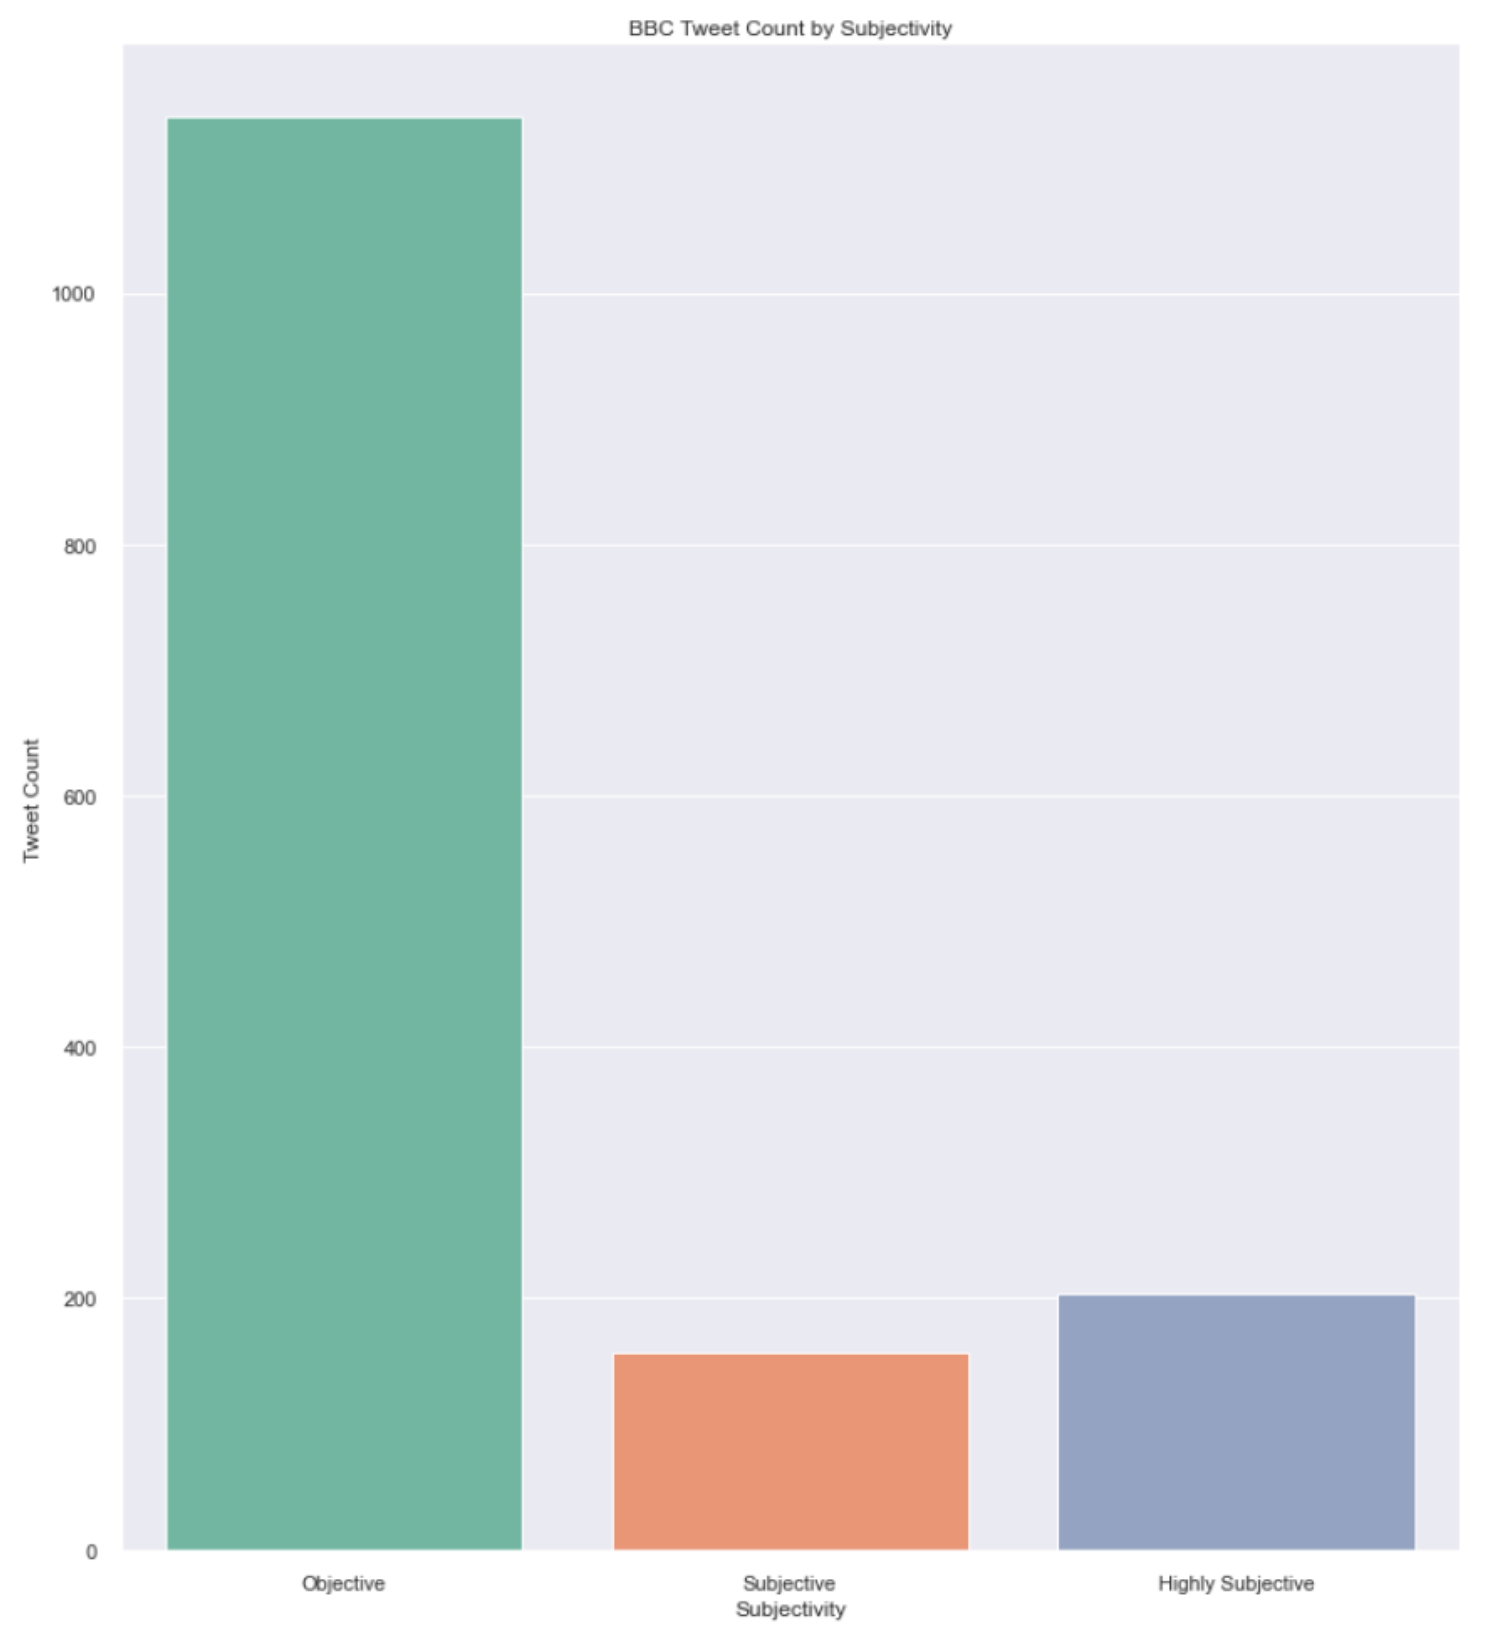 BBC Tweet Count by Subjectivity
1000
800
600
400
200
0
Tweet Count
Objective
Subjective
Highly Subjective
Subjectivity